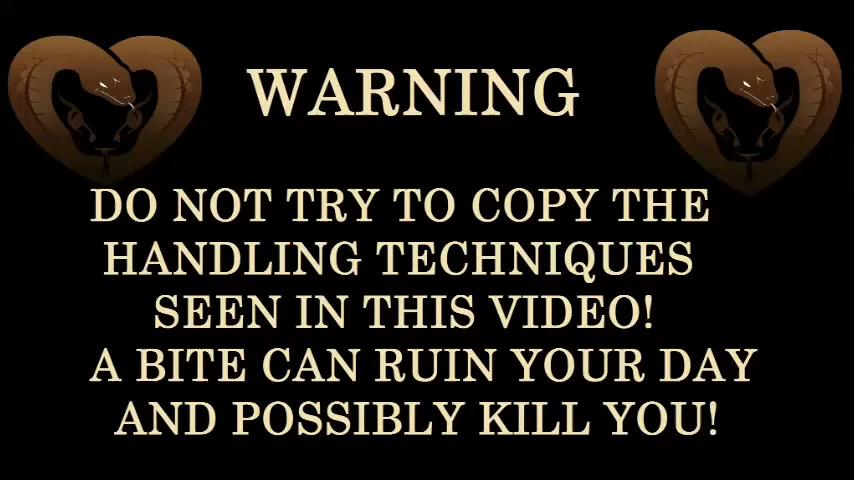 WARNING
DO NOT TRY TO COPY THE
HANDLING TECHNIQUES
SEEN IN THIS VIDEO!
A BITE CAN RUIN YOUR DAY
AND POSSIBLY KILL YOU!